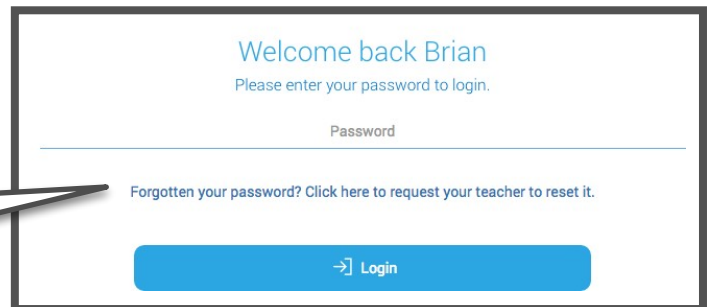 Welcome back Brian
Please enter your password to login.
Password
Forgotten your password? Click here to request your teacher to reset it.
Login